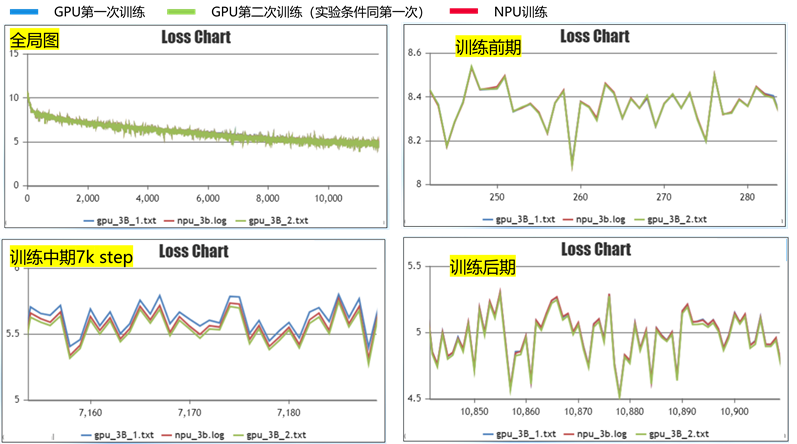 GPU第一次训练 GPU第二次训练（实验条件同第一次） NPU训练
全局图
Loss Chart
15
10
5
0
0 2,000 4,000 6,000 8,000 10,000
gpu_3B_1.txt npu_3b.log gpu_3B_2.txt
训练前期
Loss Chart
8.6
8.4
8.2
8
250 260 270 280
gpu_3B_1.txt npu_3b.log gpu_3B_2.txt
训练中期7k step
Loss Chart
6
5.5
5
7,160 7,170 7,180
gpu_3B_1.txt npu_3b.log gpu_3B_2.txt
训练后期
Loss Chart
5.5
5
4.5
10,850 10,860 10,870 10,880 10,890 10,900
gpu_3B_1.txt npu_3b.log gpu_3B_2.txt